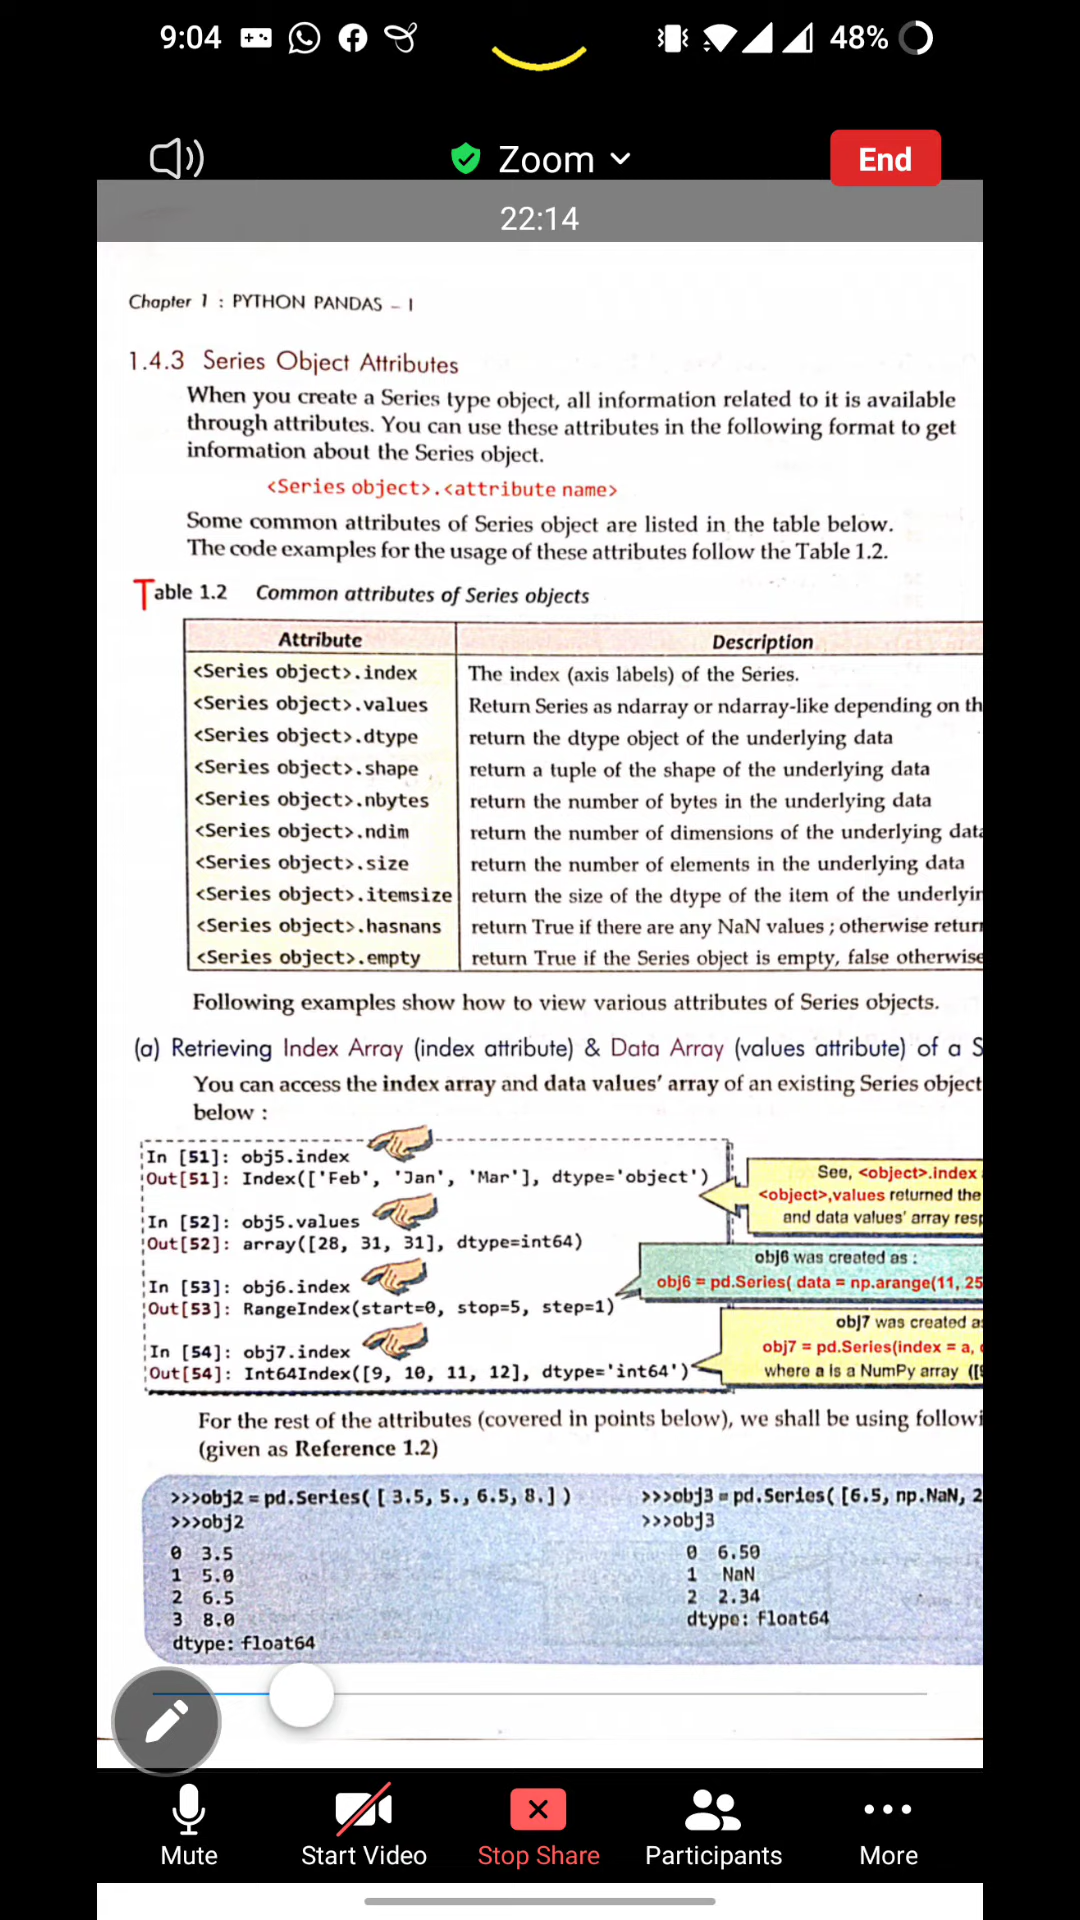 9:04
48%
Zoom
End
22:14
Chapter 1 : PYTHON PANDAS – I
1.4.3 Series Object Attributes
When you create a Series type object, all information related to it is available
through attributes. You can use these attributes in the following format to get
information about the Series object.
<Series object>.<attribute name>
Some common attributes of Series object are listed in the table below.
The code examples for the usage of these attributes follow the Table 1.2.
Table 1.2 Common attributes of Series objects
Attribute Description
<Series object>.index The index (axis labels) of the Series.
<Series object>.values Return Series as ndarray or ndarray-like depending on th
<Series object>.dtype return the dtype object of the underlying data
<Series object>.shape return a tuple of the shape of the underlying data
<Series object>.nbytes return the number of bytes in the underlying data
<Series object>.ndim return the number of dimensions of the underlying data
<Series object>.size return the number of elements in the underlying data
<Series object>.itemsize return the size of the dtype of the item of the underlyin
<Series object>.hasnans return True if there are any NaN values ; otherwise return
<Series object>.empty return True if the Series object is empty, false otherwise
Following examples show how to view various attributes of Series objects.
(a) Retrieving Index Array (index attribute) & Data Array (values attribute) of a S
You can access the index array and data values' array of an existing Series object
below :
In [51]: obj5.index
Out[51]: Index(['Feb', 'Jan', 'Mar'], dtype='object')
See, <object>.index
<object>,values returned the
and data values' array resp
In [52]: obj5.values
Out[52]: array([28, 31, 31], dtype=int64)
obj6 was created as :
obj6 = pd.Series( data = np.arange(11, 25
In [53]: obj6.index
Out[53]: RangeIndex(start=0, stop=5, step=1)
obj7 was created a
obj7 = pd.Series(index = a,
where a is a NumPy array ([
In [54]: obj7.index
Out[54]: Int64Index([9, 10, 11, 12], dtype='int64')
For the rest of the attributes (covered in points below), we shall be using followi
(given as Reference 1.2)
>>>obj2 = pd.Series( [ 3.5, 5., 6.5, 8.] ) >>>obj3 = pd.Series( [6.5, np.NaN, 2
>>>obj2 >>>obj3
0 3.5 0 6.50
1 5.0 1 NaN
2 6.5 2 2.34
3 8.0 dtype: float64
dtype: float64
Mute
Start Video
Stop Share
Participants
More